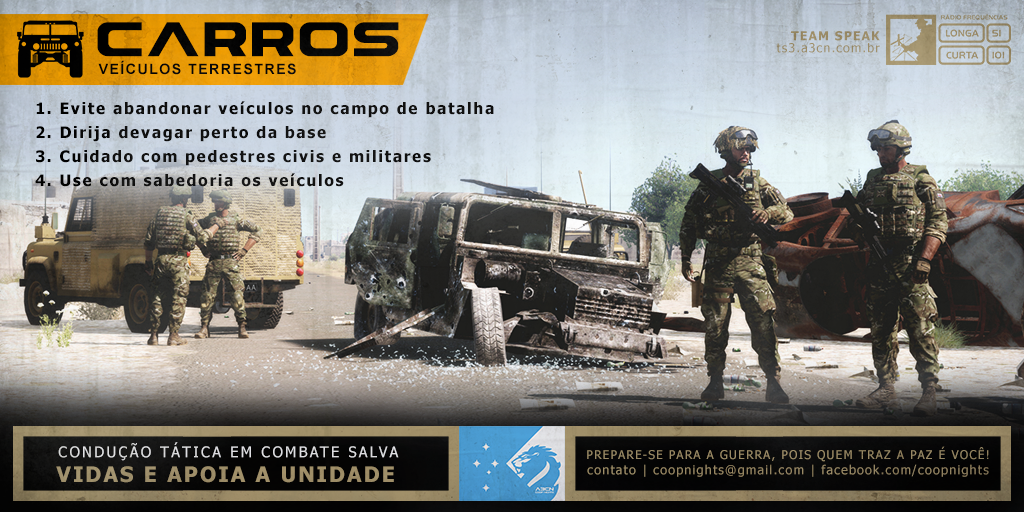 CARROS
VEÍCULOS TERRESTRES
TEAM SPEAK
ts3.a3cn.com.br
RÁDIO FREQUÊNCIAS
LONGA 51
CURTA 101
1. Evite abandonar veículos no campo de batalha
2. Dirija devagar perto da base
3. Cuidado com pedestres civis e militares
4. Use com sabedoria os veículos
CONDUÇÃO TÁTICA EM COMBATE SALVA
VIDAS E APOIA A UNIDADE
A3CN
PREPARE-SE PARA A GUERRA, POIS QUEM TRAZ A PAZ É VOCÊ!
contato | coopnights@gmail.com | facebook.com/coopnights